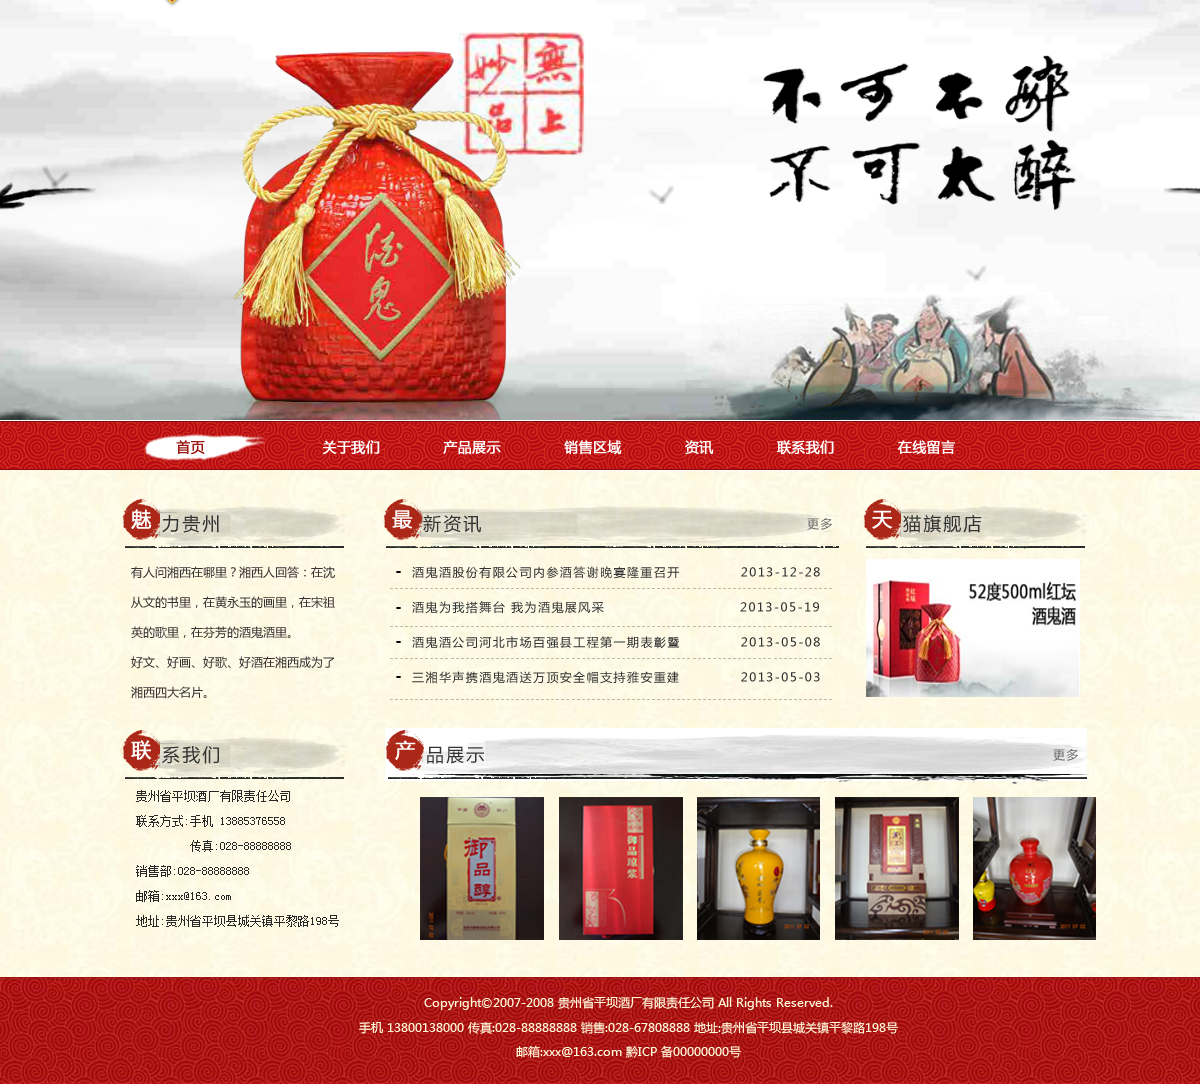 無上
妙品
不可不醉
不可太醉
酒鬼
酒
首页 关于我们 产品展示 销售区域 资讯 联系我们 在线留言
魅力贵州
有人问湘西在哪里？湘西人回答：在沈
从文的书里，在黄永玉的画里，在宋祖
英的歌里，在芬芳的酒鬼酒里。
好文、好画、好歌、好酒在湘西成为了
湘西四大名片。
最新资讯 更多
- 酒鬼酒股份有限公司内参酒答谢晚宴隆重召开 2013-12-28
- 酒鬼为我搭舞台 我为酒鬼展风采 2013-05-19
- 酒鬼酒公司河北市场百强县工程第一期表彰暨 2013-05-08
- 三湘华声携酒鬼酒送万顶安全帽支持雅安重建 2013-05-03
天猫旗舰店
52度500ml红坛
酒鬼酒
联系我们
贵州省平坝酒厂有限责任公司
联系方式:手机 13885376558
传真:028-88888888
销售部:028-88888888
邮箱:xxx@163.com
地址:贵州省平坝县城关镇平黎路198号
产品展示 更多
御品醇
御品琼浆
Copyright©2007-2008 贵州省平坝酒厂有限责任公司 All Rights Reserved.
手机 13800138000 传真:028-88888888 销售:028-67808888 地址:贵州省平坝县城关镇平黎路198号
邮箱:xxx@163.com 黔ICP 备00000000号